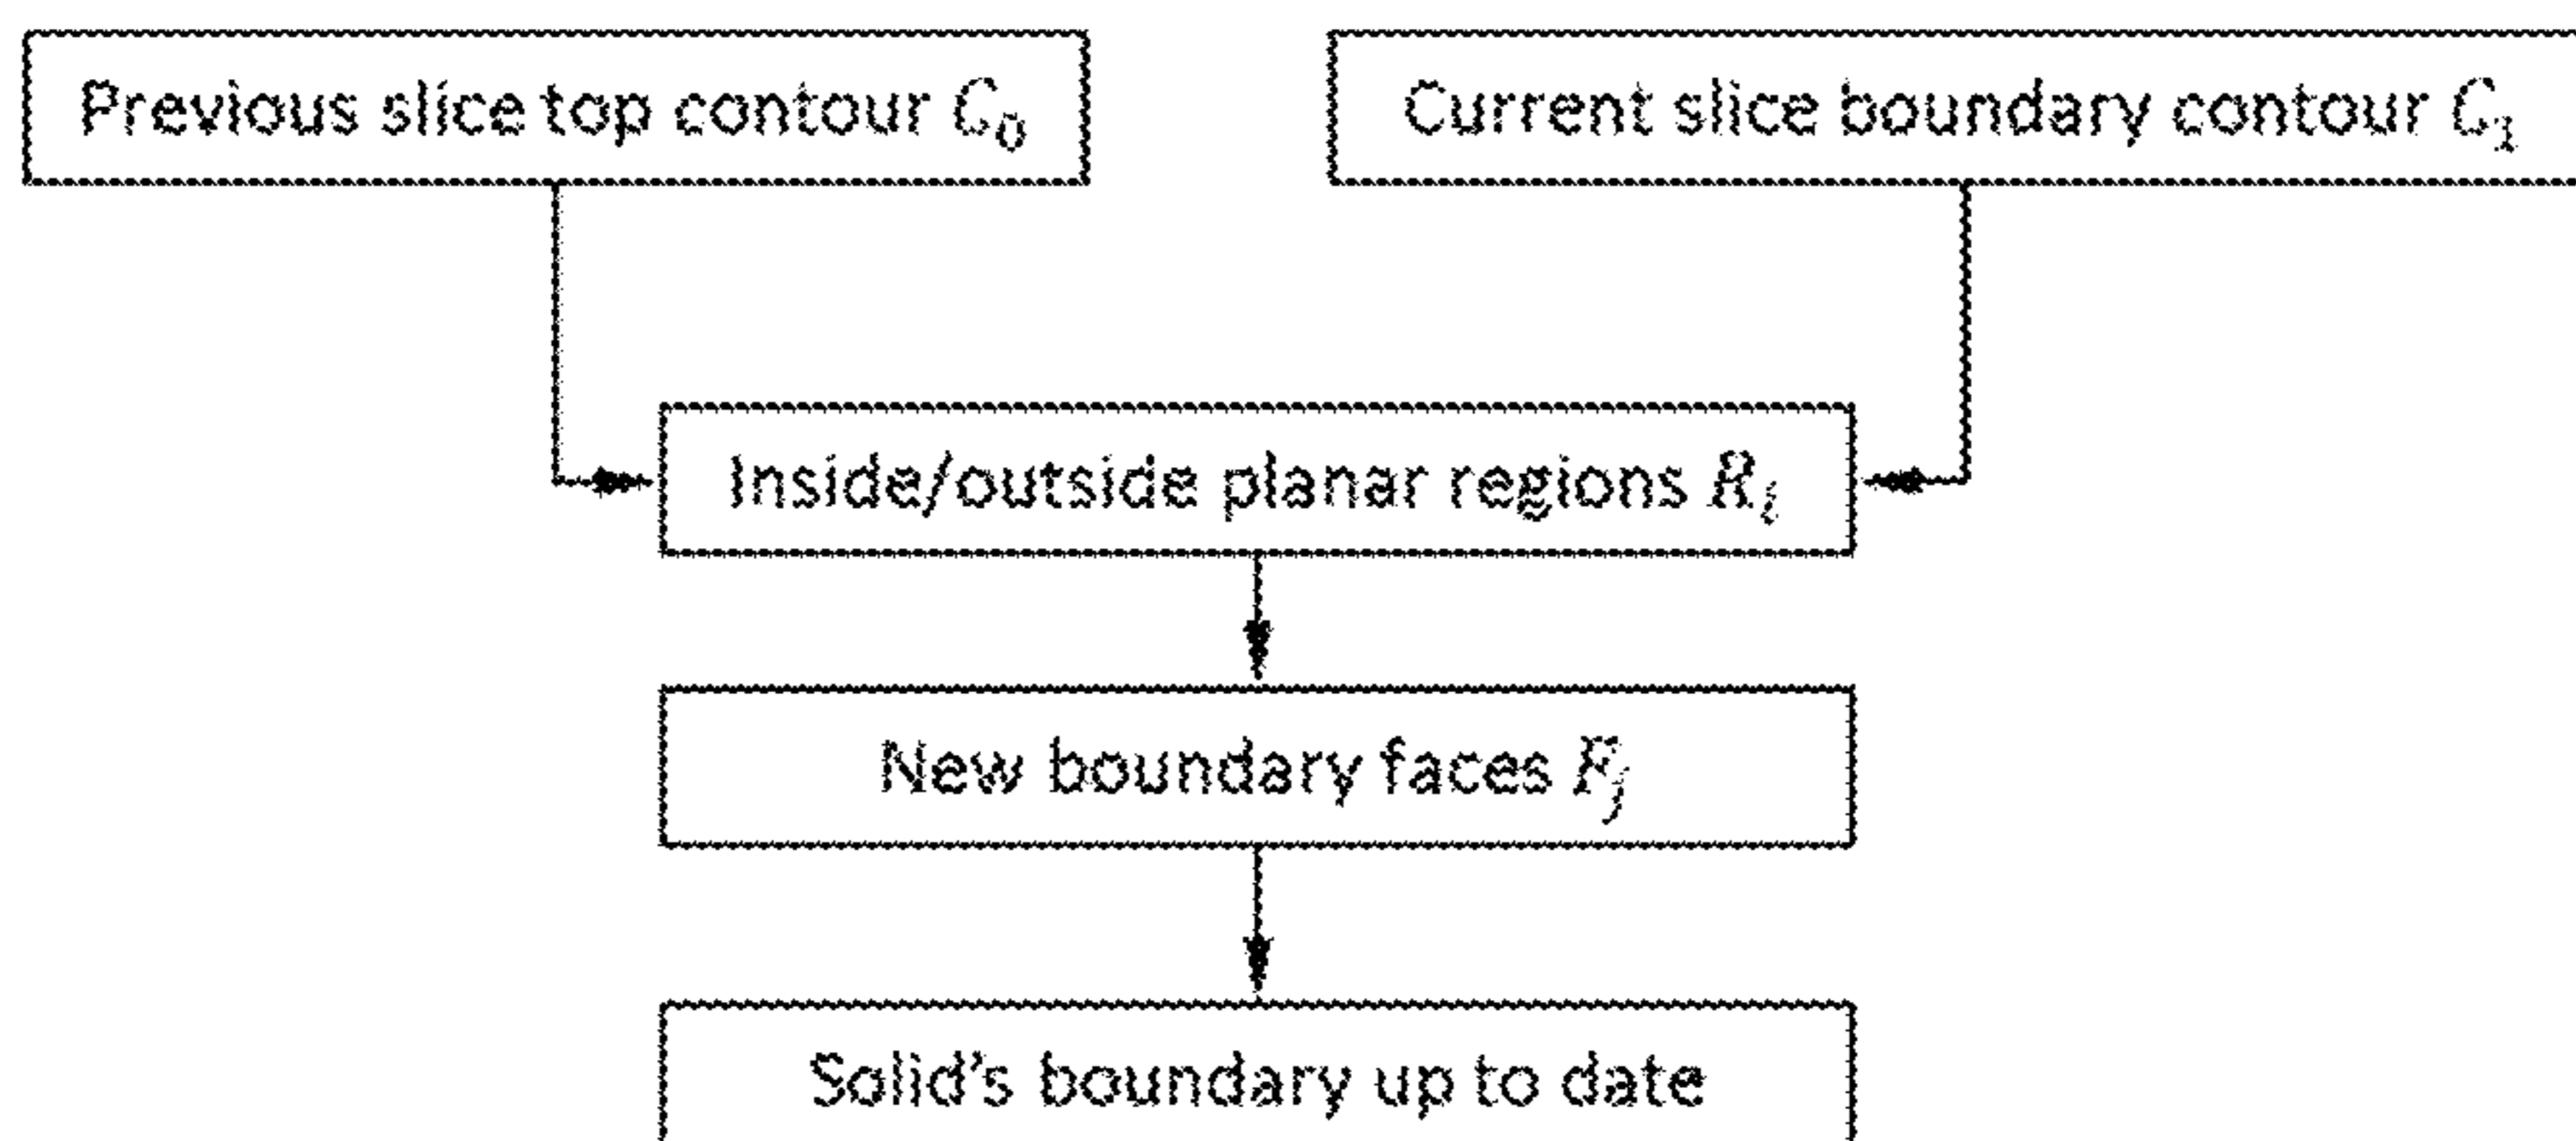 Previous slice top contour C₀
Current slice boundary contour C₁
Inside/outside planar regions Rᵢ
New boundary faces Fⱼ
Solid’s boundary up to date